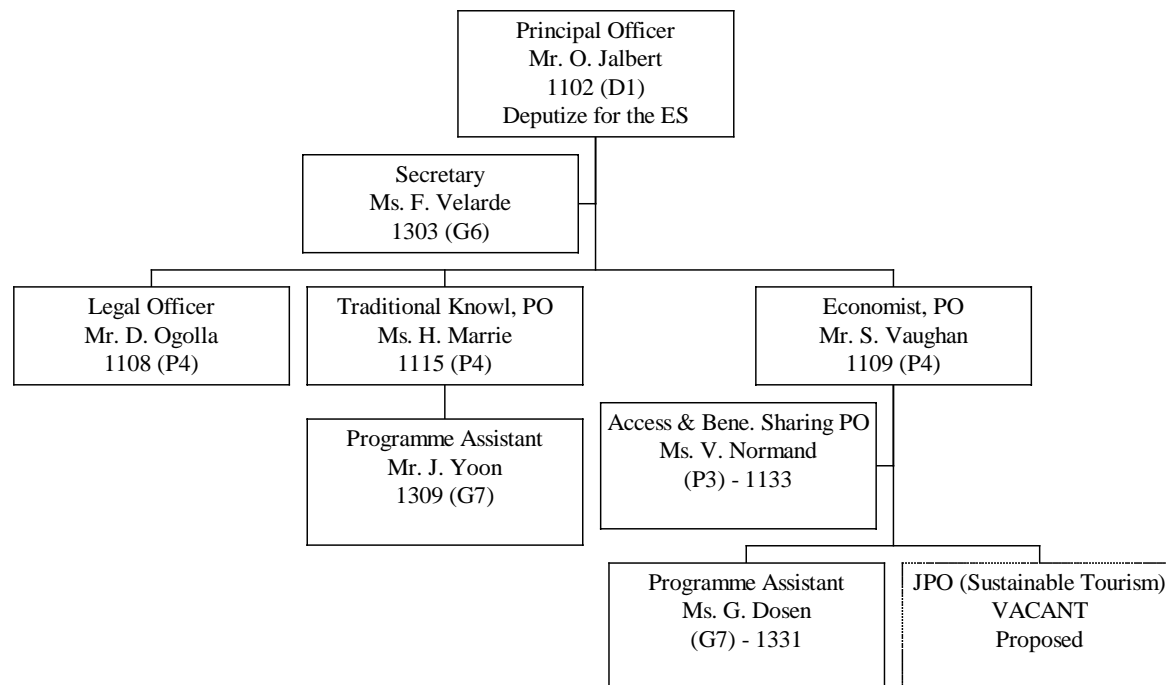 Principal Officer
Mr. O. Jalbert
1102 (D1)
Deputize for the ES
Secretary
Ms. F. Velarde
1303 (G6)
Legal Officer
Mr. D. Ogolla
1108 (P4)
Traditional Knowl, PO
Ms. H. Marrie
1115 (P4)
Economist, PO
Mr. S. Vaughan
1109 (P4)
Programme Assistant
Mr. J. Yoon
1309 (G7)
Access & Bene. Sharing PO
Ms. V. Normand
(P3) - 1133
Programme Assistant
Ms. G. Dosen
(G7) - 1331
JPO (Sustainable Tourism)
VACANT
Proposed